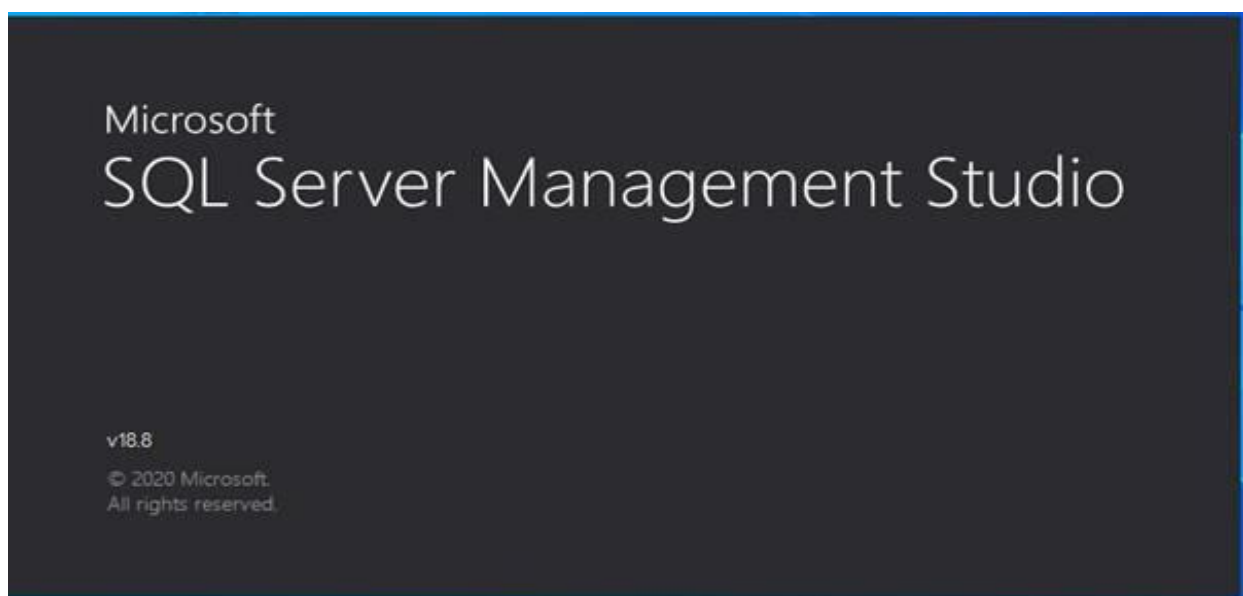 Microsoft
SQL Server Management Studio
v18.8
© 2020 Microsoft.
All rights reserved.